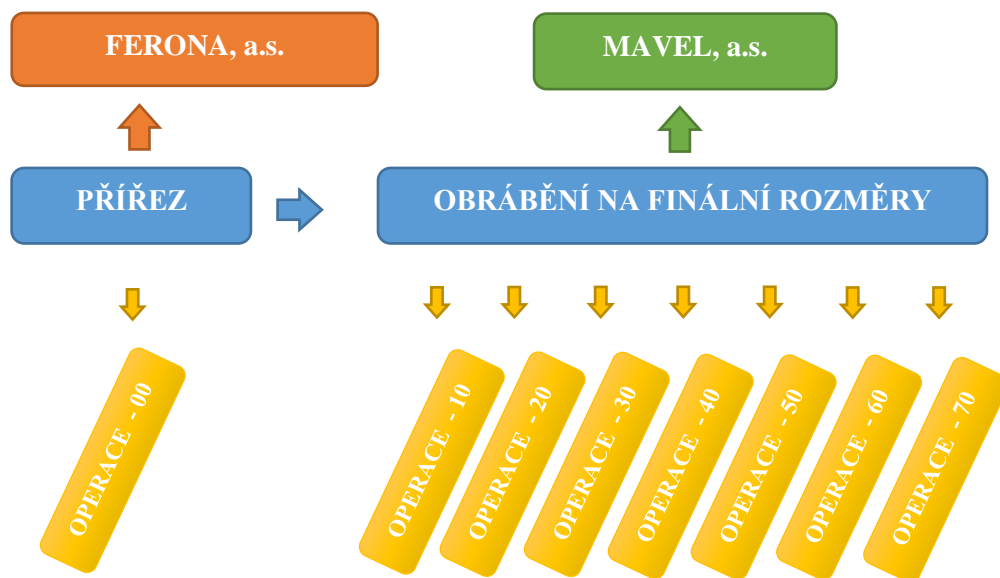 FERONA, a.s.
MAVEL, a.s.
PŘÍŘEZ
OBRÁBĚNÍ NA FINÁLNÍ ROZMĚRY
OPERACE - 00
OPERACE - 10
OPERACE - 20
OPERACE - 30
OPERACE - 40
OPERACE - 50
OPERACE - 60
OPERACE - 70